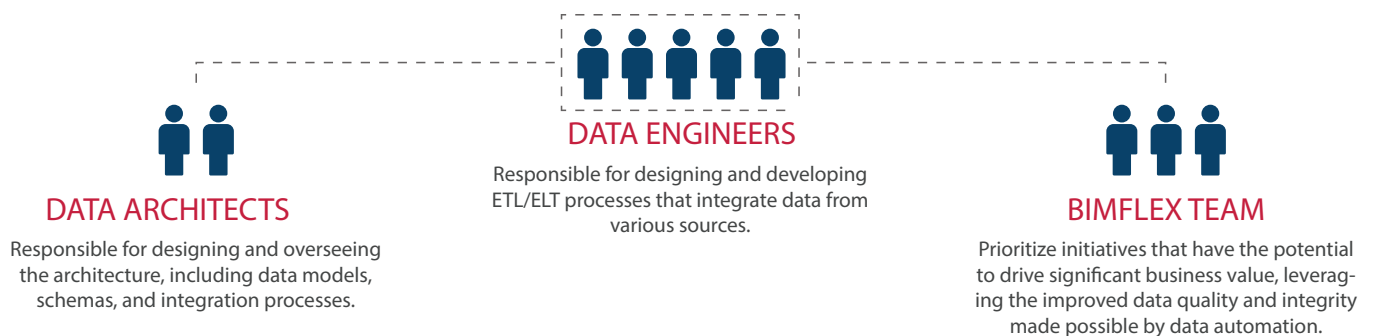 DATA ENGINEERS
Responsible for designing and developing
ETL/ELT processes that integrate data from
various sources.
DATA ARCHITECTS
Responsible for designing and overseeing
the architecture, including data models,
schemas, and integration processes.
BIMFLEX TEAM
Prioritize initiatives that have the potential
to drive significant business value, leverag-
ing the improved data quality and integrity
made possible by data automation.